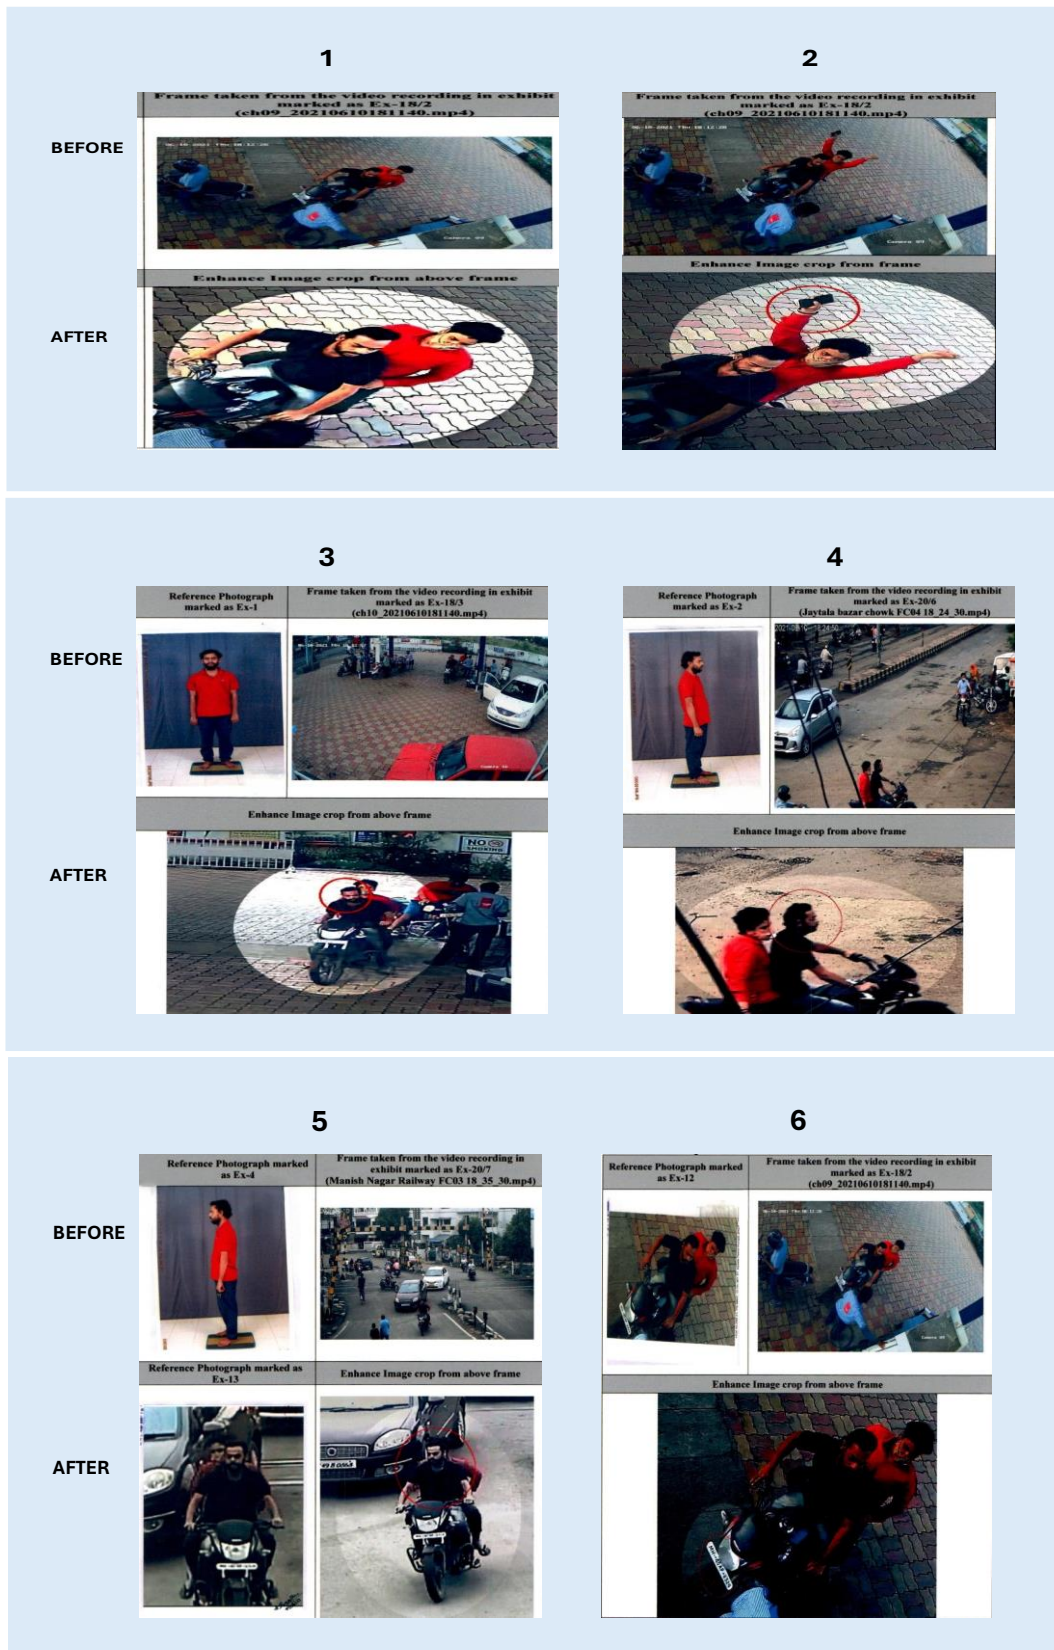 1
2
BEFORE
Frame taken from the video recording in exhibit
marked as Ex-18/2
(ch09_20210610181140.mp4)
Frame taken from the video recording in exhibit
marked as Ex-18/2
(ch09_20210610181140.mp4)
Camera 09
Camera 09
Enhance Image crop from above frame
Enhance Image crop from frame
AFTER
3
4
Reference Photograph
marked as Ex-1
Frame taken from the video recording in exhibit
marked as Ex-18/3
(ch10_20210610181140.mp4)
Reference Photograph
marked as Ex-2
Frame taken from the video recording in exhibit
marked as Ex-20/6
(Jaytala bazar chowk FC04 18_24_30.mp4)
BEFORE
Enhance Image crop from above frame
Enhance Image crop from above frame
NO
SMOKING
AFTER
5
6
Reference Photograph marked
as Ex-4
Frame taken from the video recording in
exhibit marked as Ex-20/7
(Manish Nagar Railway FC03 18_35_30.mp4)
Reference Photograph marked
as Ex-12
Frame taken from the video recording in exhibit
marked as Ex-18/2
(ch09_20210610181140.mp4)
BEFORE
Camera 09
Reference Photograph marked as
Ex-13
Enhance Image crop from above frame
Enhance Image crop from above frame
AFTER